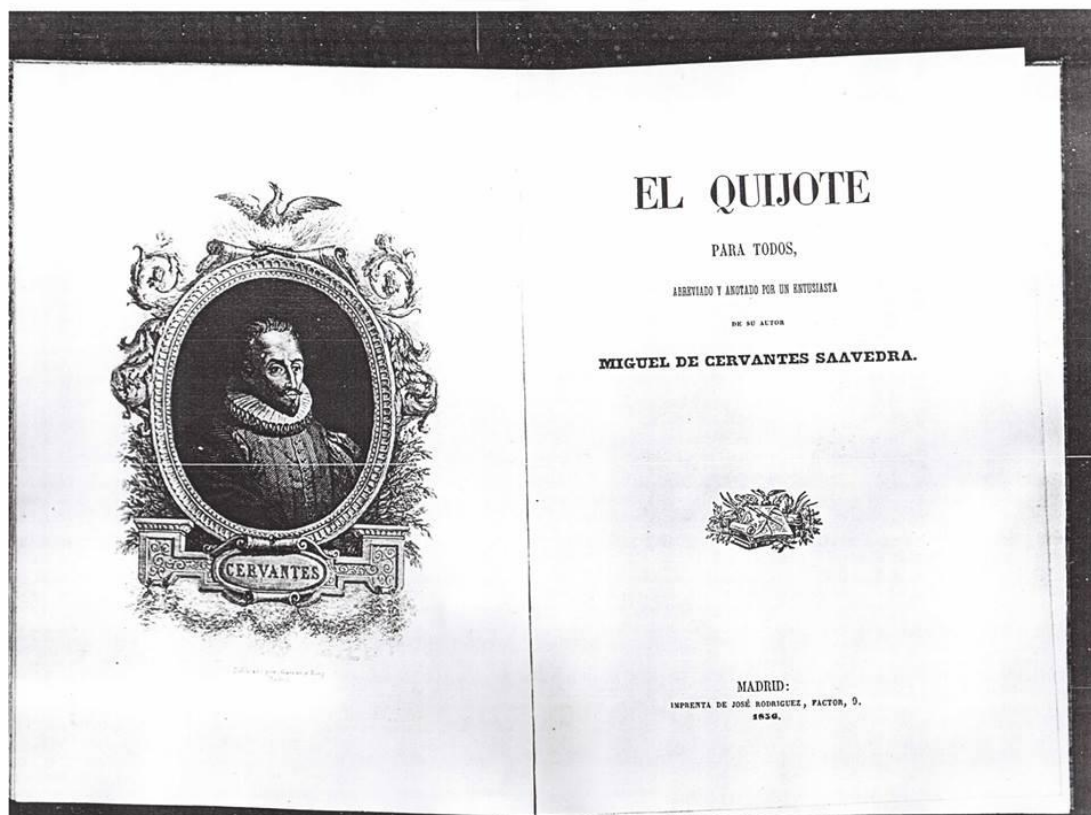 CERVANTES
EL QUIJOTE
PARA TODOS,
ABREVIADO Y ANOTADO POR UN ENTUSIASTA
DE SU AUTOR
MIGUEL DE CERVANTES SAAVEDRA.
MADRID:
IMPRENTA DE JOSÉ RODRIGUEZ, FACTOR, 9.
1856.